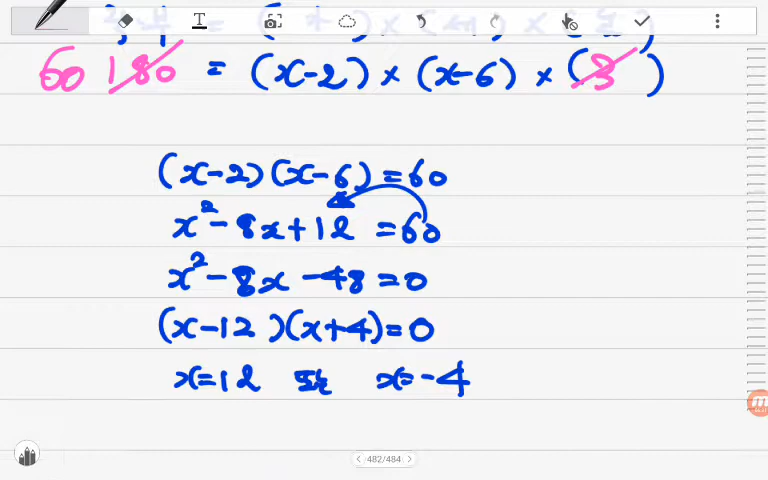 60 180 = (x-2) × (x-6) × (3)
(x-2)(x-6)=60
x²-8x+12 =60
x²-8x-48=0
(x-12)(x+4)=0
x=12 x=-4
482/484